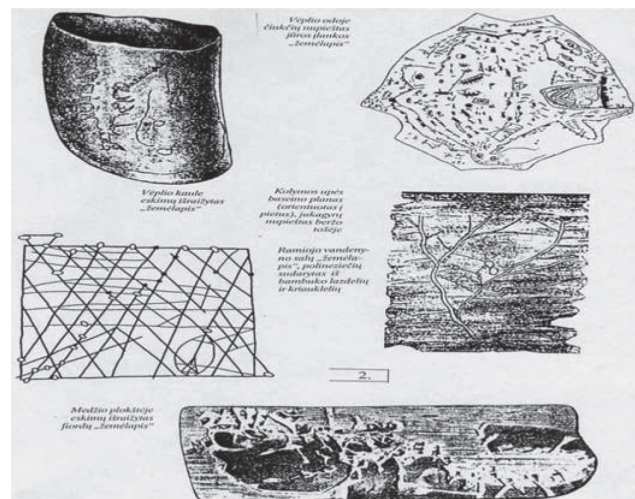 Vėplio odoje
čiukčių nupieštas
jūros įlankos
„žemėlapis“
Vėplio kaule
eskimų išraižytas
„žemėlapis“
Kolymos upės
baseino planas
(orientuotas į
pietus), jukagyrų
nupieštas beržo
tošėje
Ramiojo vandeny-
no salų „žemėla-
pis“, polineziečių
sudarytas iš
bambuko lazdelių
ir kriauklelių
2.
Medžio plokštėje
eskimų išraižytas
fiordų „žemėlapis“